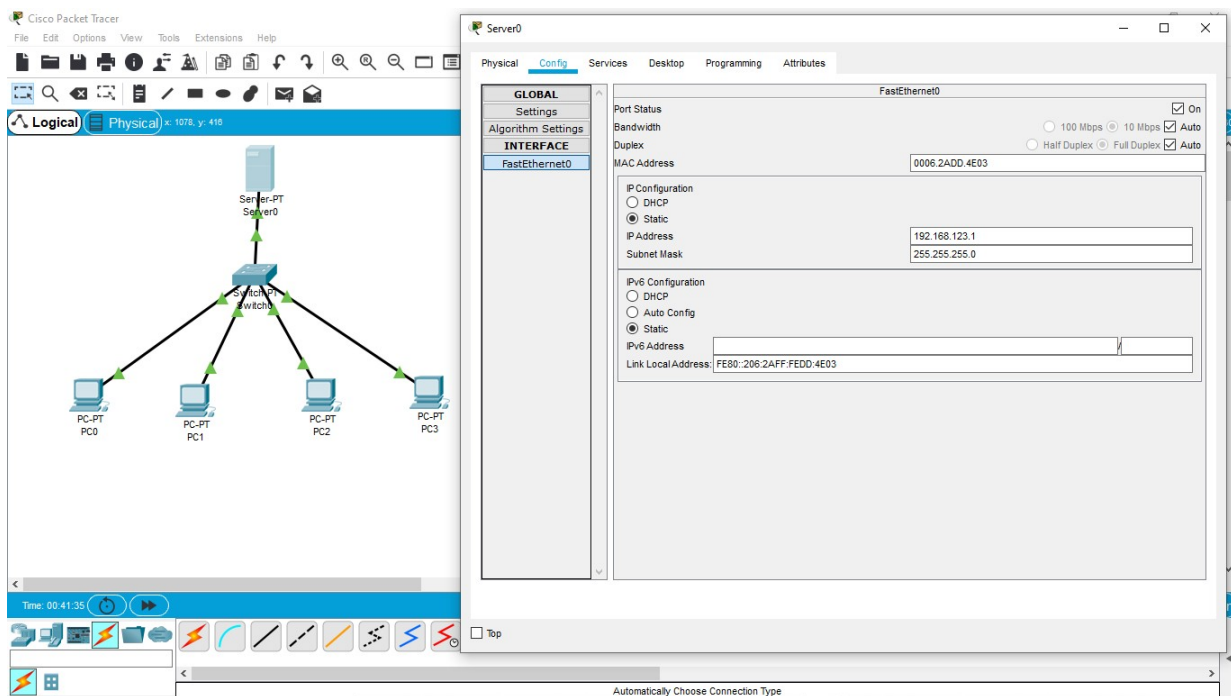 Cisco Packet Tracer
File Edit Options View Tools Extensions Help
Logical Physical x: 1078, y: 416
Server-PT
Server0
Switch-PT
Switch0
PC-PT
PC0
PC-PT
PC1
PC-PT
PC2
PC-PT
PC3
Time: 00:41:35
Automatically Choose Connection Type
Server0
Physical Config Services Desktop Programming Attributes
GLOBAL
Settings
Algorithm Settings
INTERFACE
FastEthernet0
FastEthernet0
Port Status On
Bandwidth 100 Mbps 10 Mbps Auto
Duplex Half Duplex Full Duplex Auto
MAC Address 0006.2ADD.4E03
IP Configuration
DHCP
Static
IP Address 192.168.123.1
Subnet Mask 255.255.255.0
IPv6 Configuration
DHCP
Auto Config
Static
IPv6 Address /
Link Local Address: FE80::206:2AFF:FEDD:4E03
Top